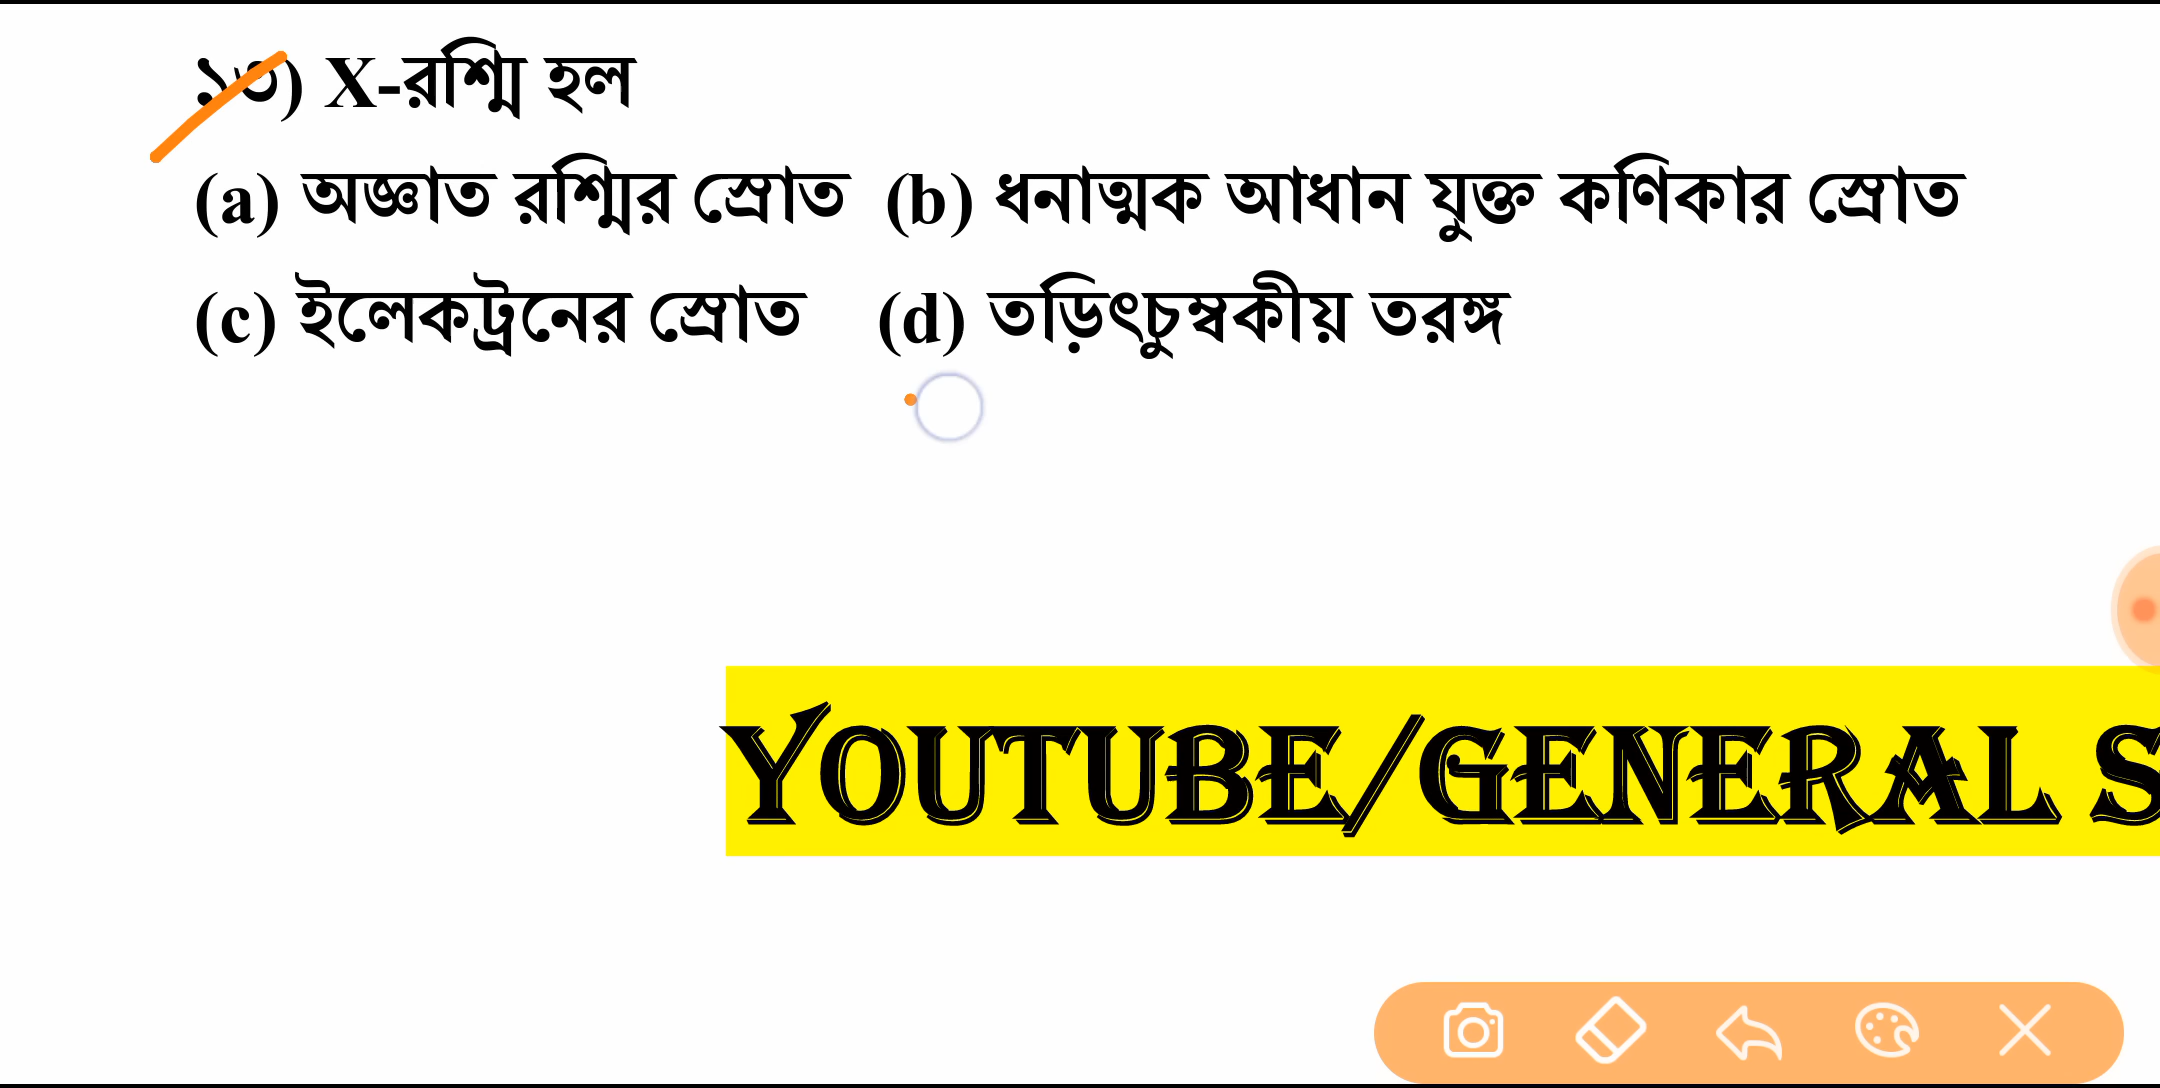 ১৩) X-রশ্মি হল
(a) অজ্ঞাত রশ্মির স্রোত (b) ধনাত্মক আধান যুক্ত কণিকার স্রোত
(c) ইলেকট্রনের স্রোত (d) তড়িৎচুম্বকীয় তরঙ্গ
YOUTUBE/GENERAL S